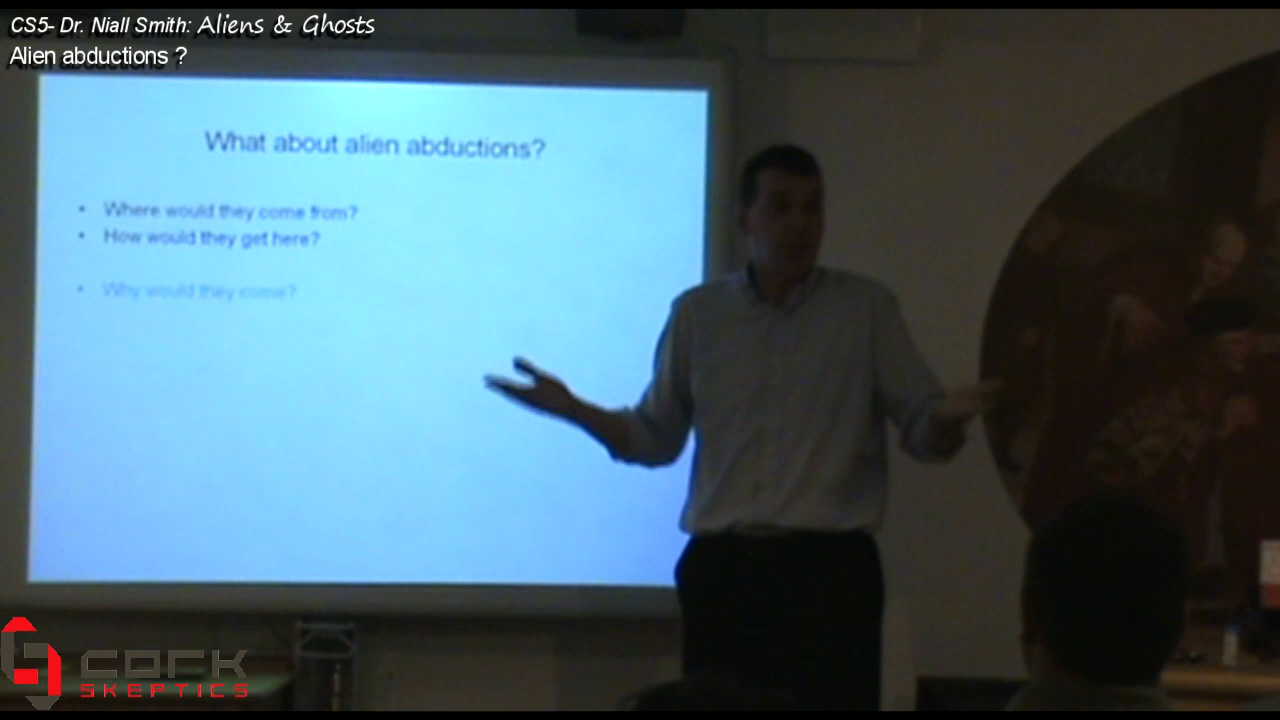 CS5- Dr. Niall Smith: Aliens & Ghosts
Alien abductions ?
What about alien abductions?
• Where would they come from?
• How would they get here?
• Why would they come?
CORK
SKEPTICS